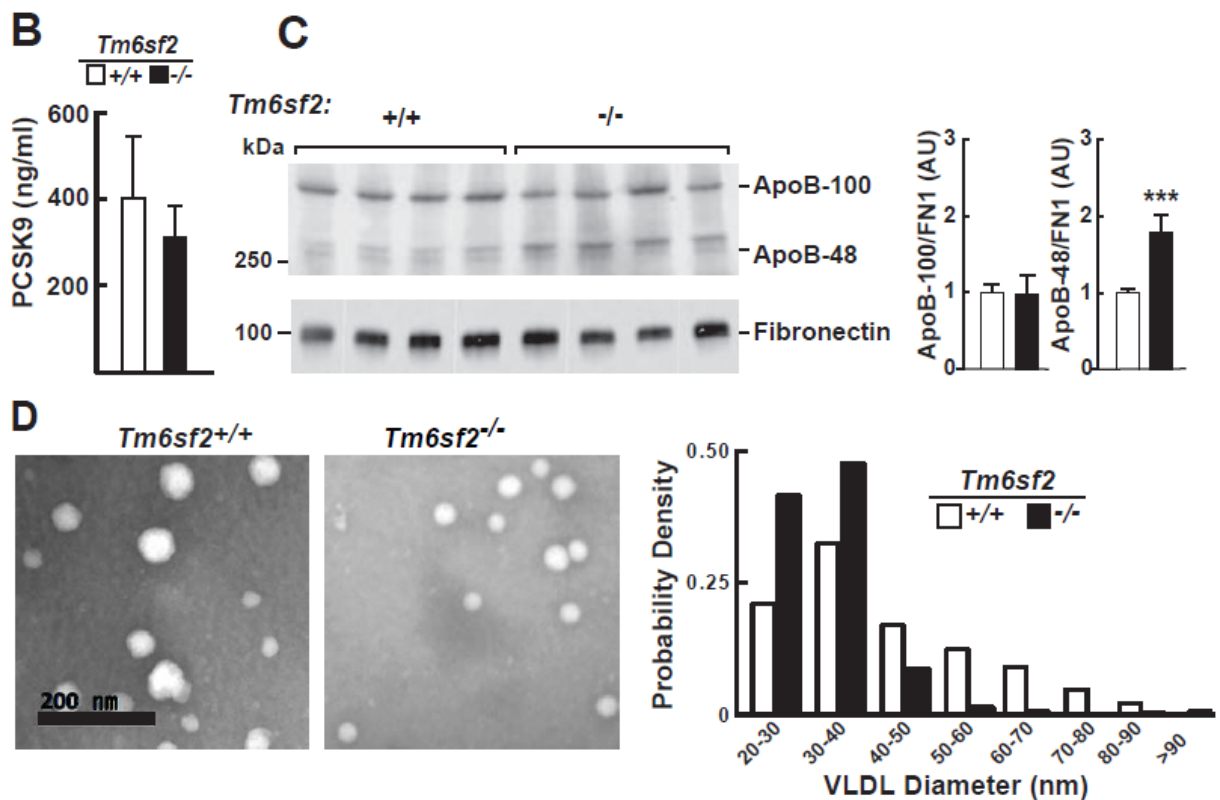 B
Tm6sf2
+/+ -/-
PCSK9 (ng/ml)
600
400
200
C
Tm6sf2:
+/+
-/-
kDa
250
100
ApoB-100
ApoB-48
Fibronectin
ApoB-100/FN1 (AU)
3
2
1
0
ApoB-48/FN1 (AU)
3
2
1
0
***
D
Tm6sf2+/+
Tm6sf2-/-
200 nm
Probability Density
0.50
0.25
0
Tm6sf2
+/+ -/-
20-30
30-40
40-50
50-60
60-70
70-80
80-90
>90
VLDL Diameter (nm)